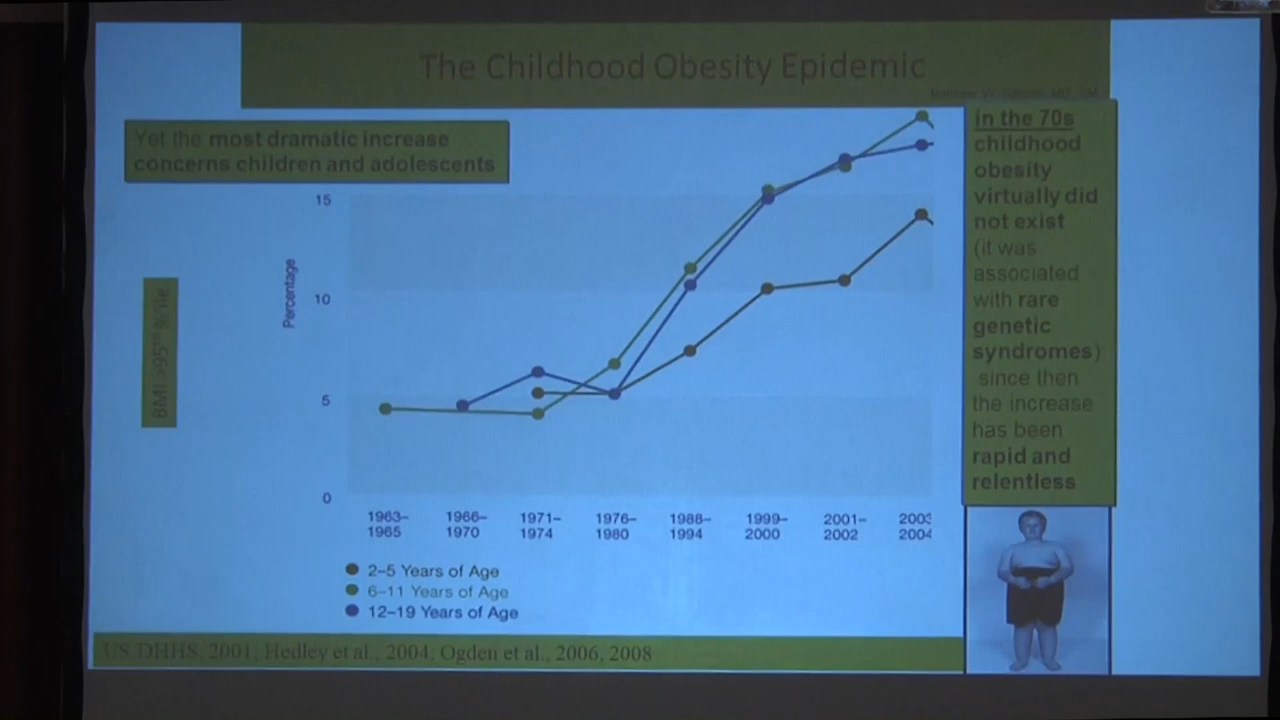 The Childhood Obesity Epidemic
Yet the most dramatic increase
concerns children and adolescents
in the 70s
childhood
obesity
virtually did
not exist
(it was
associated
with rare
genetic
syndromes)
since then
the increase
has been
rapid and
relentless
15
10
5
0
Percentage
BMI >95th % ile
1963– 1966– 1971– 1976– 1988– 1999– 2001– 2003
1965 1970 1974 1980 1994 2000 2002 2004
2–5 Years of Age
6–11 Years of Age
12–19 Years of Age
US DHHS, 2001; Hedley et al., 2004; Ogden et al., 2006, 2008